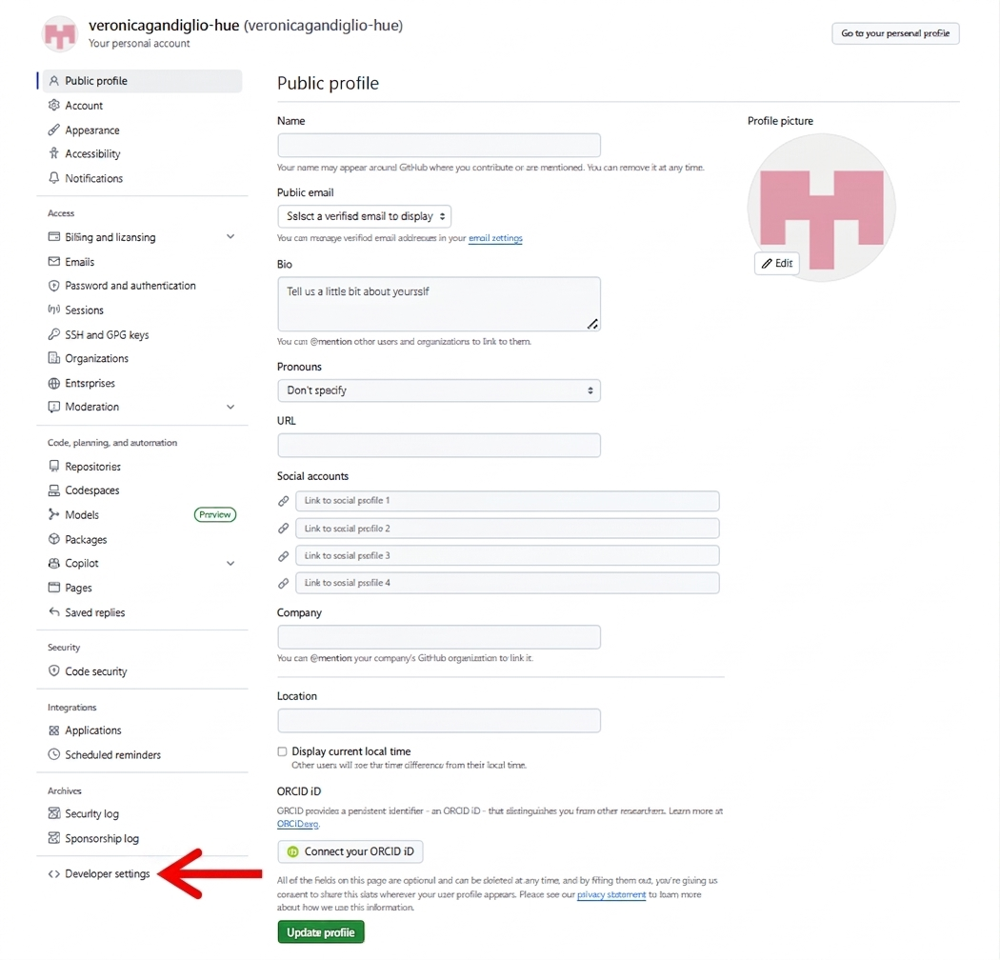 veronicagandiglio-hue (veronicagandiglio-hue)
Your personal account
Go to your personal profile
Public profile
Account
Appearance
Accessibility
Notifications
Access
Billing and licansing
Emails
Password and authentication
Sessions
SSH and GPG keys
Organizations
Entsrprises
Moderation
Code, planning, and automation
Repositories
Codespaces
Models
Preview
Packages
Copilot
Pages
Saved replies
Security
Code security
Integrations
Applications
Scheduled reminders
Archives
Security log
Sponsorship log
Developer settings
Public profile
Name
Your name may appear around GitHub where you contribute or are mentioned. You can remove it at any time.
Public email
Select a verified email to display
You can manage verified email addresses in your email settings
Bio
Tell us a little bit about yourself
You can @mention other users and organizations to link to them.
Pronouns
Don't specify
URL
Social accounts
Link to social profile 1
Link to social profile 2
Link to social profile 3
Link to social profile 4
Company
You can @mention your company's GitHub organization to link it.
Location
Display current local time
Other users will see the time difference from their local time.
ORCID iD
ORCID provides a persistent identifier - an ORCID iD - that distinguishes you from other researchers. Learn more at
ORCID.org.
Connect your ORCID iD
All of the fields on this page are optional and can be deleted at any time, and by filling them out, you're giving us
consent to share this data wherever your user profile appears. Please see our privacy statement to learn more
about how we use this information.
Update profile
Profile picture
Edit